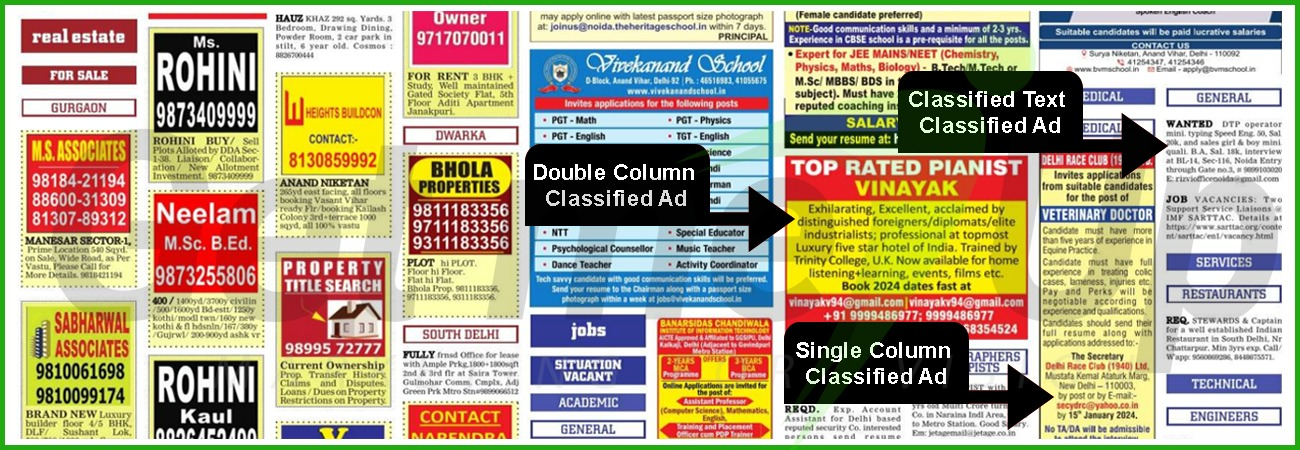 real estate
FOR SALE
GURGAON
M.S. ASSOCIATES
98184-21194
88600-31309
81307-89312
MANESAR SECTOR-1,
Prime Location 540 Sqyd,
on Sale, Wide Road, as Per
Vastu, Please Call for
More Details. 9818421194
SABHARWAL
ASSOCIATES
9810061698
9810099174
BRAND NEW Luxury
builder floor 4/5 BHK,
DLF/ Sushant Lok,
Ms.
ROHINI
9873409999
ROHINI BUY/ Sell
Plots Alloted by DDA Sec-
1-38. Liaison/ Collabor-
ation / New Allotment
Investment. 9873409999
Neelam
M.Sc. B.Ed.
9873255806
400 / 1400yd/3700y civilin
/500/1600yd Bd-estt/1250y
kothi/modl twn/160y new
kothi & fl hdsnln/167/380y
/Gujrwl/ 200-900yd ashk vr
ROHINI
Kaul
HAUZ KHAZ 292 sq. Yards. 3
Bedroom, Drawing Dining,
Powder Room, 2 car park in
stilt, 6 year old. Cosmos :
8826700444
HEIGHTS BUILDCON
CONTACT:-
8130859992
ANAND NIKETAN
265yd east facing, all floors
booking Vasant Vihar
ready Flr/ booking Kailash
Colony 3rd+terrace 1000
sqyd, all 100% vastu
PROPERTY
TITLE SEARCH
98995 72777
Current Ownership
Prop. Transfer History,
Claims and Disputes.
Loans / Dues on Property
Restrictions on Property.
Owner
9717070011
FOR RENT 3 BHK +
Study, Well maintained
Gated Society Flat, 5th
Floor Aditi Apartment
Janakpuri.
DWARKA
BHOLA
PROPERTIES
9811183356
9711183356
9311183356
PLOT hi PLOT.
Floor hi Floor.
Flat hi Flat.
Bhola Prop. 9811183356,
9711183356, 9311183356.
SOUTH DELHI
FULLY frnsd Office for lease
with Ample Prkg,1800+1800sqft
2nd & 3rd flr at Saira Tower,
Gulmohar Comm. Cmplx, Adj
Green Prk Mtro Stn#9899066512
CONTACT
NARENDRA
may apply online with latest passport size photograph
at: joinus@noida.theheritageschool.in within 7 days.
PRINCIPAL
Vivekanand School
D-Block, Anand Vihar, Delhi-92 | Ph. : 46516983, 41055675
www.vivekanandschool.in
Invites applications for the following posts
• PGT - Math
• PGT - Physics
• PGT - English
• TGT - English
Double Column
Classified Ad
• NTT
• Special Educator
• Psychological Counsellor
• Music Teacher
• Dance Teacher
• Activity Coordinator
Tech savvy candidate with good communication skills will be preferred.
Send your resume to the Chairman along with a passport size
photograph within a week at jobs@vivekanandschool.in
jobs
SITUATION
VACANT
ACADEMIC
GENERAL
BANARSIDAS CHANDIWALA
INSTITUTE OF INFORMATION TECHNOLOGY
AICTE Approved & Affiliated to GGSIPU, Delhi
Kalkaji, Delhi (Adjacent to Govindpuri
Metro Station)
OFFERS
2-YEARS
MCA
Programme
3-YEARS
BCA
Programme
Online Applications are invited for
the post of:
Assistant Professor
(Computer Science), Mathematics,
English,
Training and Placement
Officer cum PDP Trainer
(Female candidate preferred)
NOTE-Good communication skills and a minimum of 2-3 yrs.
Experience in CBSE school is a pre-requisite for all the posts.
• Expert for JEE MAINS/NEET (Chemistry,
Physics, Maths, Biology) - B.Tech/M.Tech or
M.Sc/ MBBS/ BDS in
subject). Must have
reputed coaching ins
SALARY
Send your resume at:
TOP RATED PIANIST
VINAYAK
Exhilarating, Excellent, acclaimed by
distinguished foreigners/diplomats/elite
industrialists; professional at topmost
Luxury five star hotel of India. Trained by
Trinity College, U.K. Now available for home
listening+learning, events, films etc.
Book 2024 dates fast at
vinayakv94@gmail.com|vinayakv99@gmail.com
+91 9999486977; 9999486977
58354524
Single Column
Classified Ad
REQD. Exp. Account
Assistant for Delhi based
reputed security Co. interested
persons send resume
yrs old Multi Crore turn
Co. in Naraina Ind Area,
to Metro Station. Good
Em: jetagemail@jetage.co.in
Classified Text
Classified Ad
Spoken English Coach
Suitable candidates will be paid lucrative salaries
CONTACT US
Surya Niketan, Anand Vihar, Delhi - 110092
41254347, 41254346
www.bvmschool.in Email - apply@bvmschool.in
MEDICAL
MEDICAL
DELHI RACE CLUB
Invites applications
from suitable candidates
for the post of
VETERINARY DOCTOR
Candidate must have more
than five years of experience in
Equine Practice.
Candidate must have full
experience in treating colic
cases, lameness, injuries etc.
Pay and Perks will be
negotiable according to
experience and qualifications.
Candidates should send their
full resume along with
applications addressed to:-
The Secretary
Delhi Race Club (1940) Ltd.
Mustafa Kemal Ataturk Marg,
New Delhi – 110003,
by post or by E-mail:-
secydrc@yahoo.co.in
by 15th January 2024,
No TA/DA will be admissible
to attend the interview
GENERAL
WANTED DTP operator
mini. typing Speed Eng. 50, Sal
20k, and sales girl & boy mini
quali. B.A, Sal. 18k, interview
at BL-14, Sec-116, Noida Entry
through Gate no.3, # 9899103020
E: rizvioffsetnoida@gmail.com
JOB VACANCIES: Two
Support Service Liaisons @
IMF SARTTAC. Details at
https://www.sarttac.org/conte
nt/sarttac/en1/vacancy.html
SERVICES
RESTAURANTS
REQ. STEWARDS & Captain
for a well established Indian
Restaurant in South Delhi, Nr
Chattarpur, Min 3yrs exp. Call/
W'app: 9560069286, 8448675571.
TECHNICAL
ENGINEERS